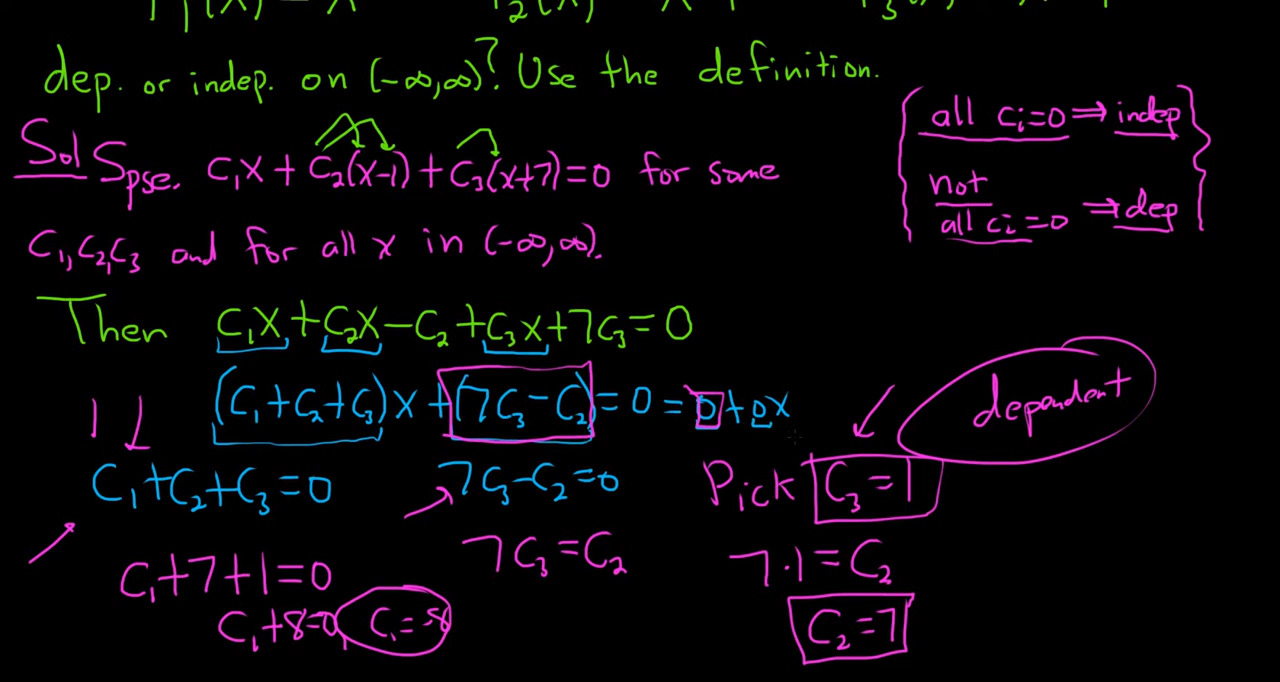 dep. or indep. on (-∞,∞)? Use the definition.
Sol Spse. C₁x + C₂(x-1) + C₃(x+7) = 0 for some
C₁,C₂,C₃ and for all x in (-∞,∞).
{ all Cᵢ=0 ⇒ indep
not
all Cᵢ=0 ⇒ dep }
Then C₁x + C₂x - C₂ + C₃x + 7C₃ = 0
(C₁+C₂+C₃)x + (7C₃-C₂) = 0 = 0 + 0x
dependent
C₁+C₂+C₃=0
7C₃-C₂=0
Pick C₃=1
C₁+7+1=0
7C₃=C₂
7·1=C₂
C₁+8=0, C₁=-8
C₂=7